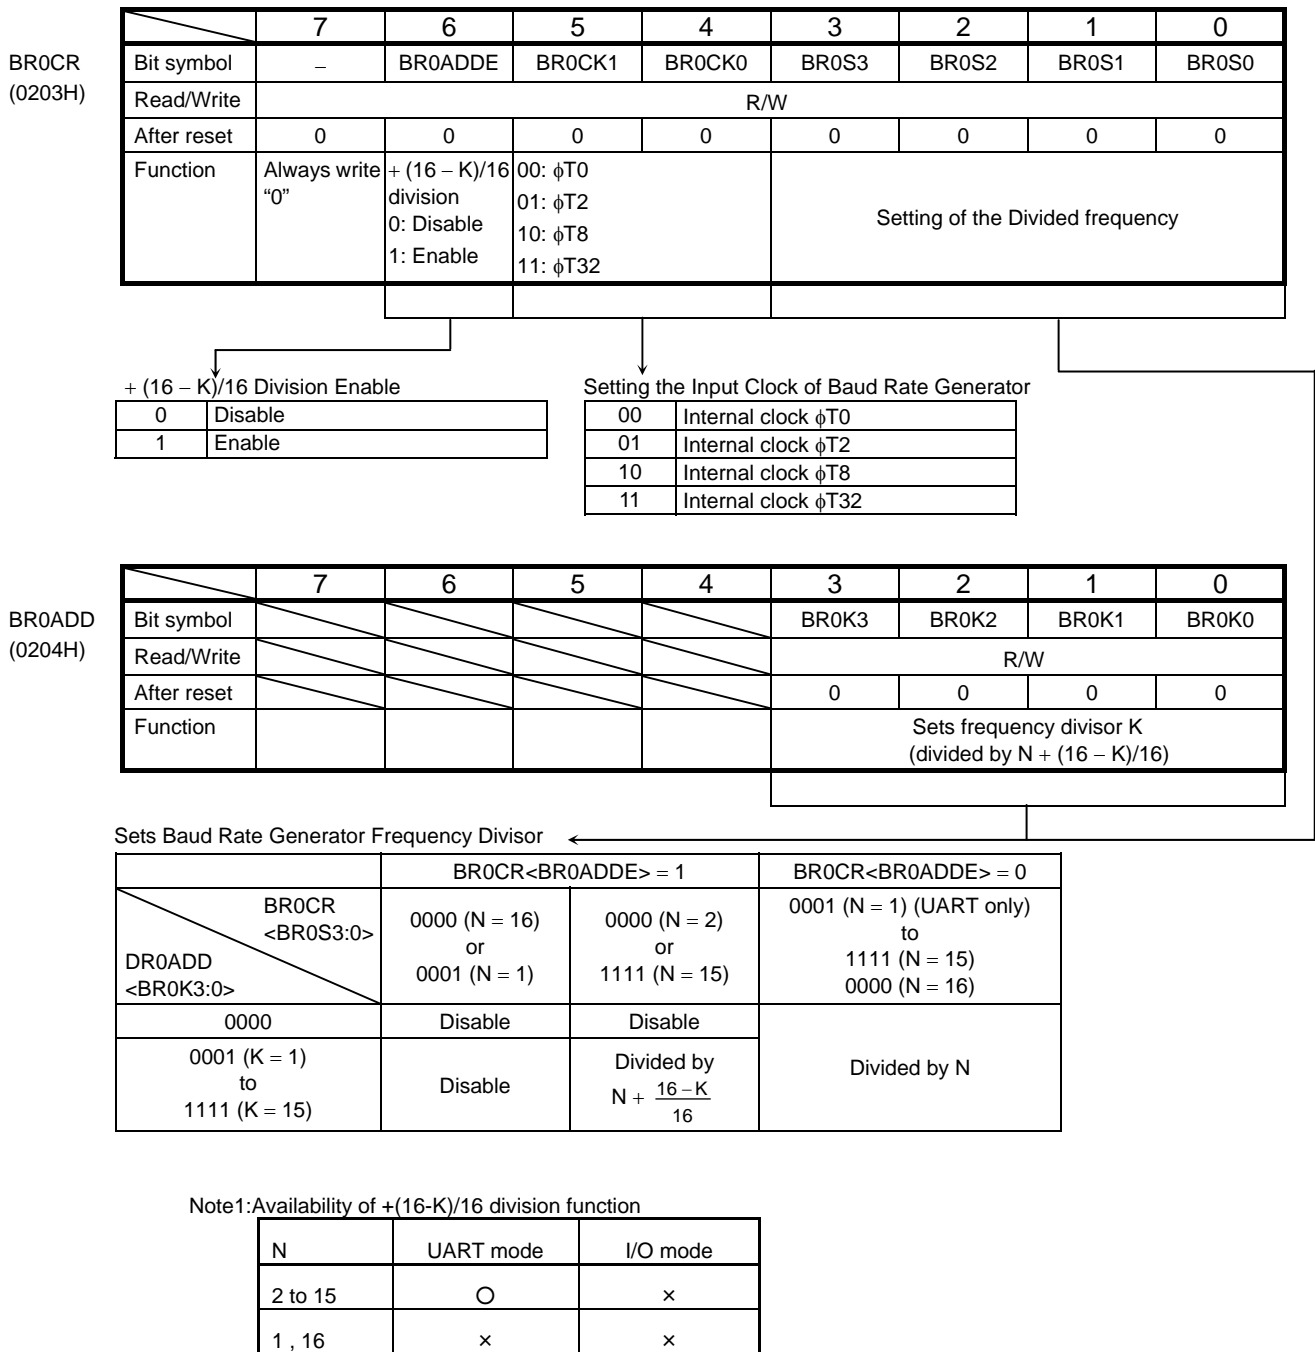 7 6 5 4 3 2 1 0
BR0CR
(0203H)
Bit symbol – BR0ADDE BR0CK1 BR0CK0 BR0S3 BR0S2 BR0S1 BR0S0
Read/Write R/W
After reset 0 0 0 0 0 0 0 0
Function Always write “0” + (16 – K)/16 division 0: Disable 1: Enable 00: ϕT0 01: ϕT2 10: ϕT8 11: ϕT32 Setting of the Divided frequency
+ (16 – K)/16 Division Enable
0 Disable
1 Enable
Setting the Input Clock of Baud Rate Generator
00 Internal clock ϕT0
01 Internal clock ϕT2
10 Internal clock ϕT8
11 Internal clock ϕT32
7 6 5 4 3 2 1 0
BR0ADD
(0204H)
Bit symbol BR0K3 BR0K2 BR0K1 BR0K0
Read/Write R/W
After reset 0 0 0 0
Function Sets frequency divisor K
(divided by N + (16 – K)/16)
Sets Baud Rate Generator Frequency Divisor
BR0CR<BR0ADDE> = 1 BR0CR<BR0ADDE> = 0
BR0CR
<BR0S3:0>
DR0ADD
<BR0K3:0>
0000 (N = 16)
or
0001 (N = 1)
0000 (N = 2)
or
1111 (N = 15)
0001 (N = 1) (UART only)
to
1111 (N = 15)
0000 (N = 16)
0000 Disable Disable
0001 (K = 1)
to
1111 (K = 15)
Disable
Divided by
N + 16 – K
16
Divided by N
Note1:Availability of +(16-K)/16 division function
N UART mode I/O mode
2 to 15 ○ ×
1 , 16 × ×